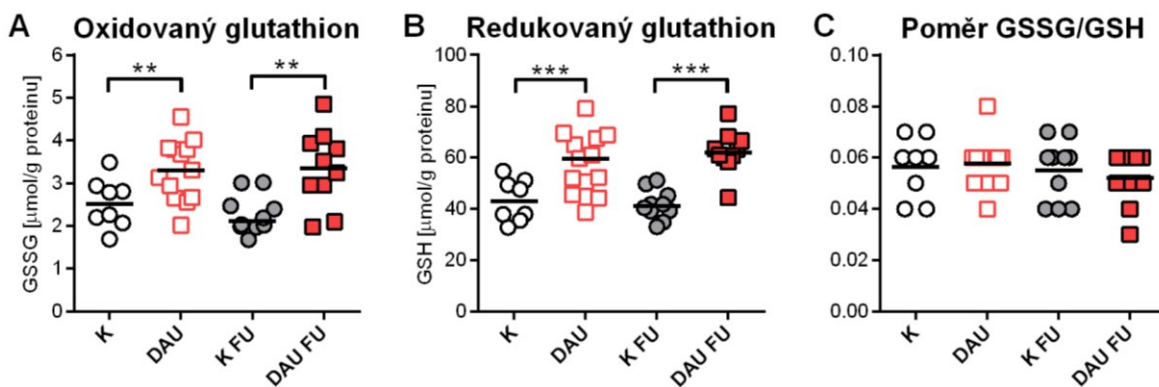 A Oxidovaný glutathion
GSSG [µmol/g proteinu]
6
5
4
3
2
1
0
**
**
K
DAU
K FU
DAU FU
B Redukovaný glutathion
GSH [µmol/g proteinu]
100
80
60
40
20
0
***
***
K
DAU
K FU
DAU FU
C Poměr GSSG/GSH
0.10
0.08
0.06
0.04
0.02
0.00
K
DAU
K FU
DAU FU